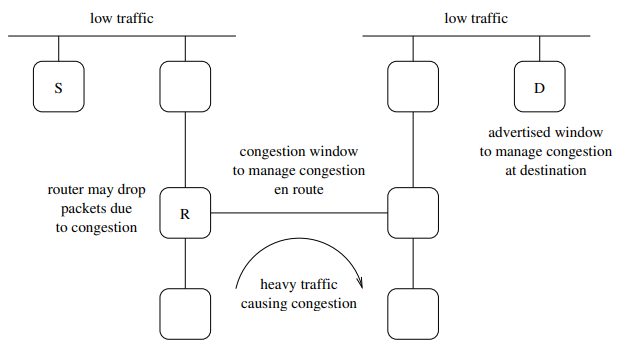 low traffic
low traffic
S
D
advertised window
to manage congestion
at destination
congestion window
to manage congestion
en route
router may drop
packets due
to congestion
R
heavy traffic
causing congestion